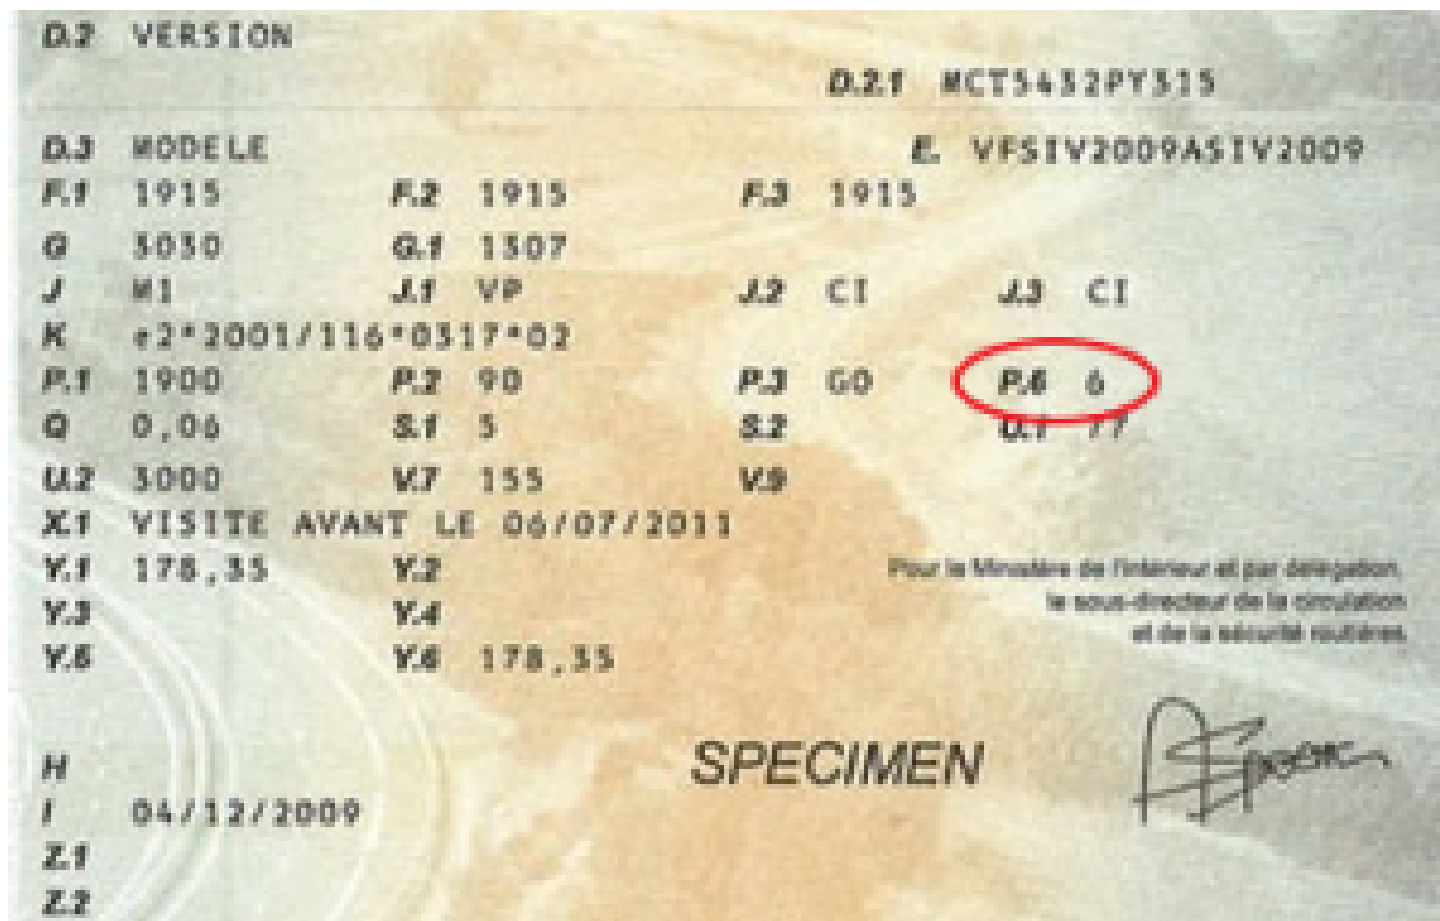 D.2 VERSION
D.2.1 MCT5432PY315
D.3 MODELE E. VFSIV2009ASIV2009
F.1 1915 F.2 1915 F.3 1915
G 3030 G.1 1307
J M1 J.1 VP J.2 CI J.3 CI
K e2*2001/116*0317*02
P.1 1900 P.2 90 P.3 GO P.6 6
Q 0,06 S.1 5 S.2 U.1 77
U.2 3000 V.7 155 V.9
X.1 VISITE AVANT LE 06/07/2011
Y.1 178,35 Y.2
Pour le Ministère de l'Intérieur et par délégation,
Y.3 Y.4 le sous-directeur de la circulation
et de la sécurité routières
Y.5 Y.6 178,35
SPECIMEN
H
I 04/12/2009
Z.1
Z.2